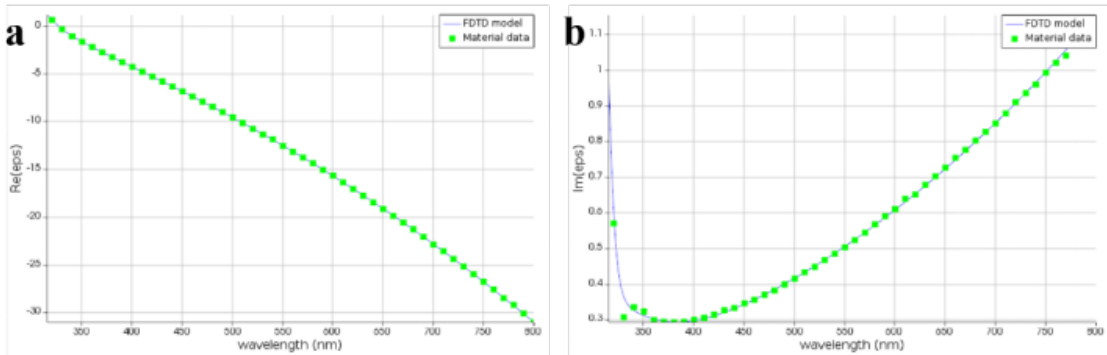 a
FDTD model
Material data
0
-5
-10
-15
-20
-25
-30
Re(eps)
350 400 450 500 550 600 650 700 750 800
wavelength (nm)
b
FDTD model
Material data
1.1
1
0.9
0.8
0.7
0.6
0.5
0.4
0.3
Im(eps)
350 400 450 500 550 600 650 700 750 800
wavelength (nm)